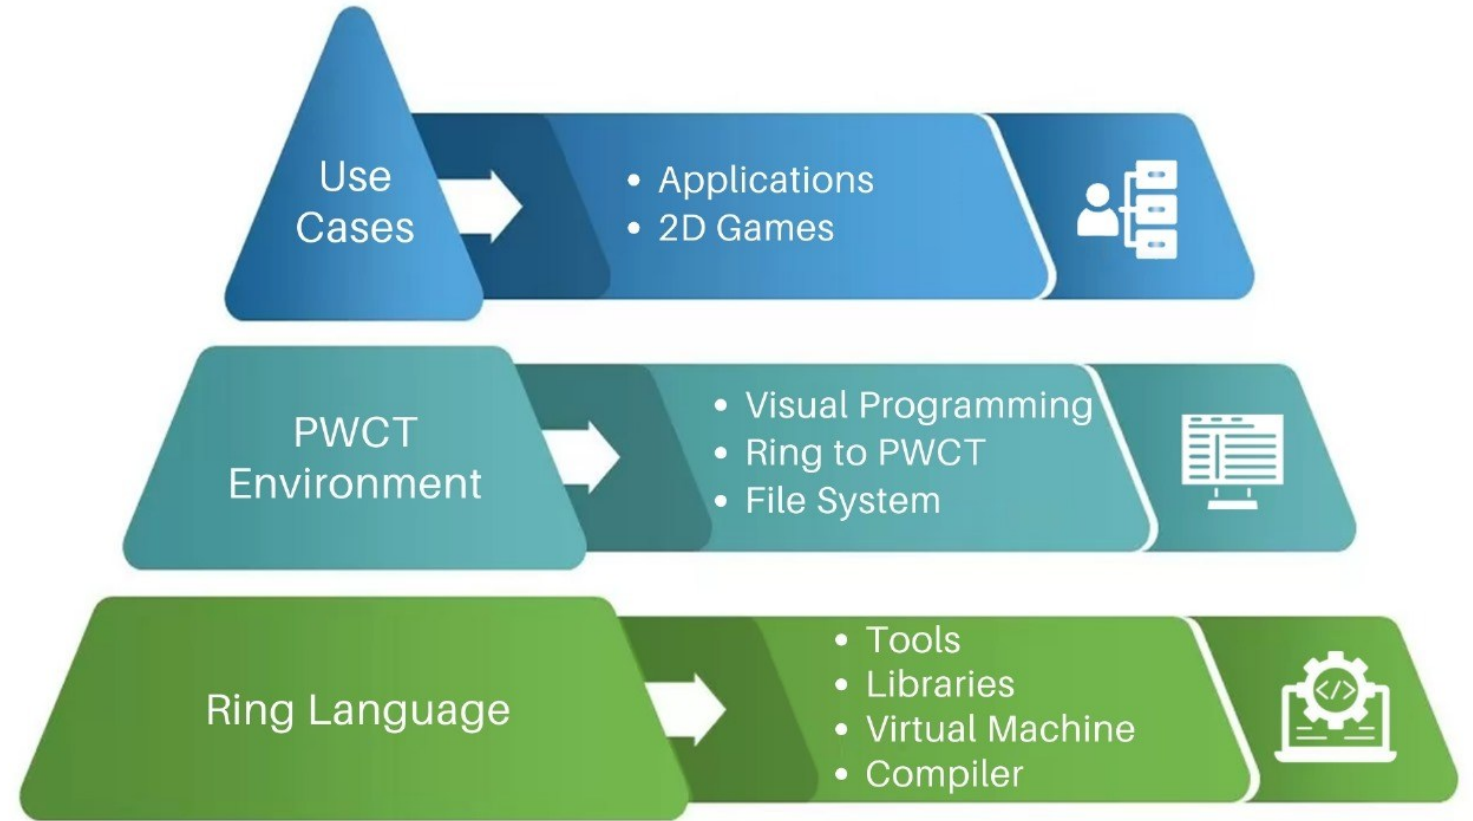 Use
Cases
• Applications
• 2D Games
PWCT
Environment
• Visual Programming
• Ring to PWCT
• File System
Ring Language
• Tools
• Libraries
• Virtual Machine
• Compiler